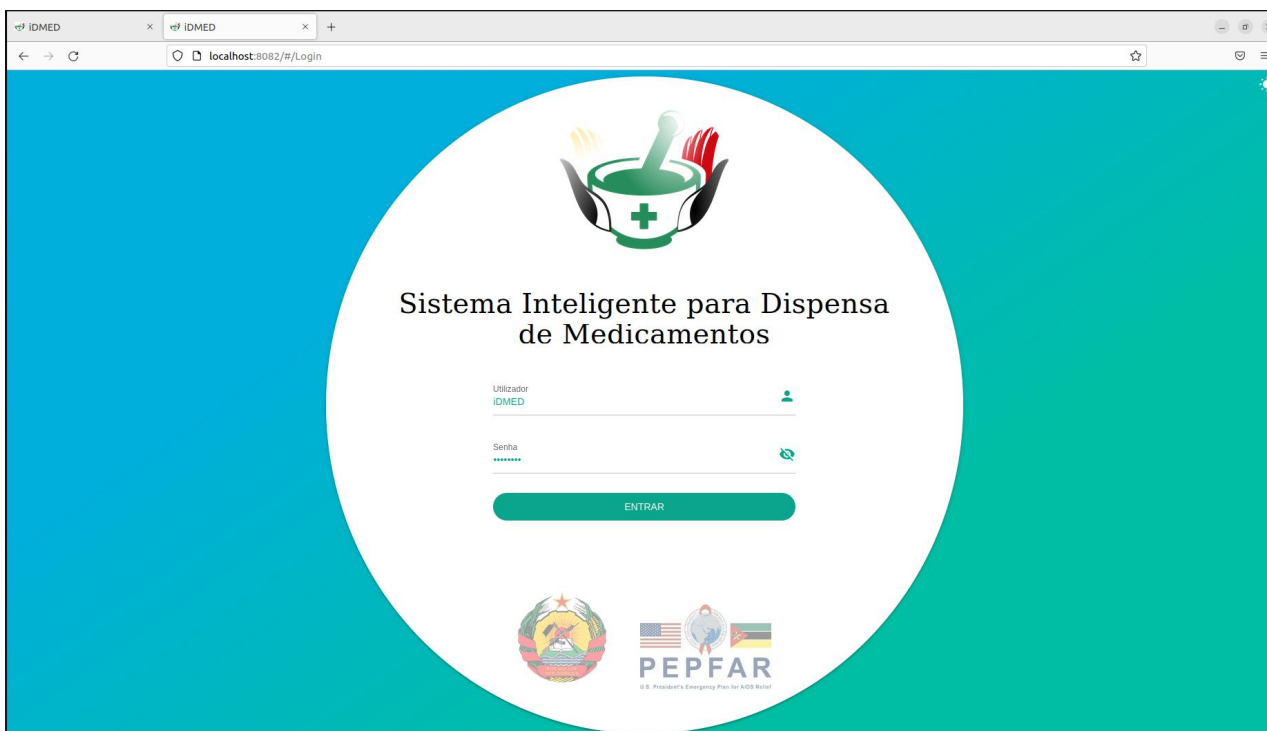 iDMED
iDMED
localhost:8082/#/Login
Sistema Inteligente para Dispensa
de Medicamentos
Utilizador
iDMED
Senha
••••••••
ENTRAR
PEPFAR
U.S. President's Emergency Plan for AIDS Relief